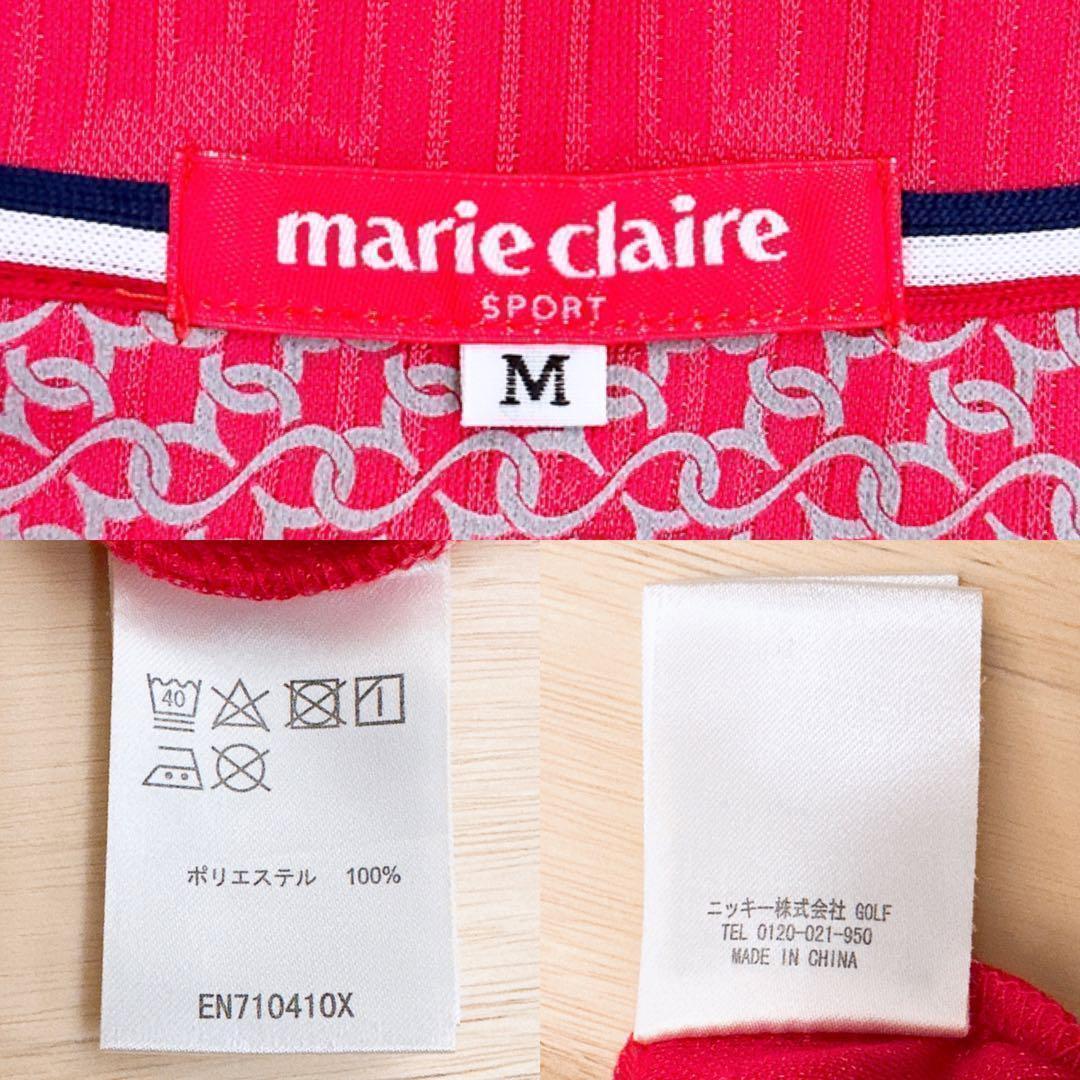 marie claire
SPORT
M
40
ポリエステル 100%
EN710410X
ニッキー株式会社 GOLF
TEL 0120-021-950
MADE IN CHINA